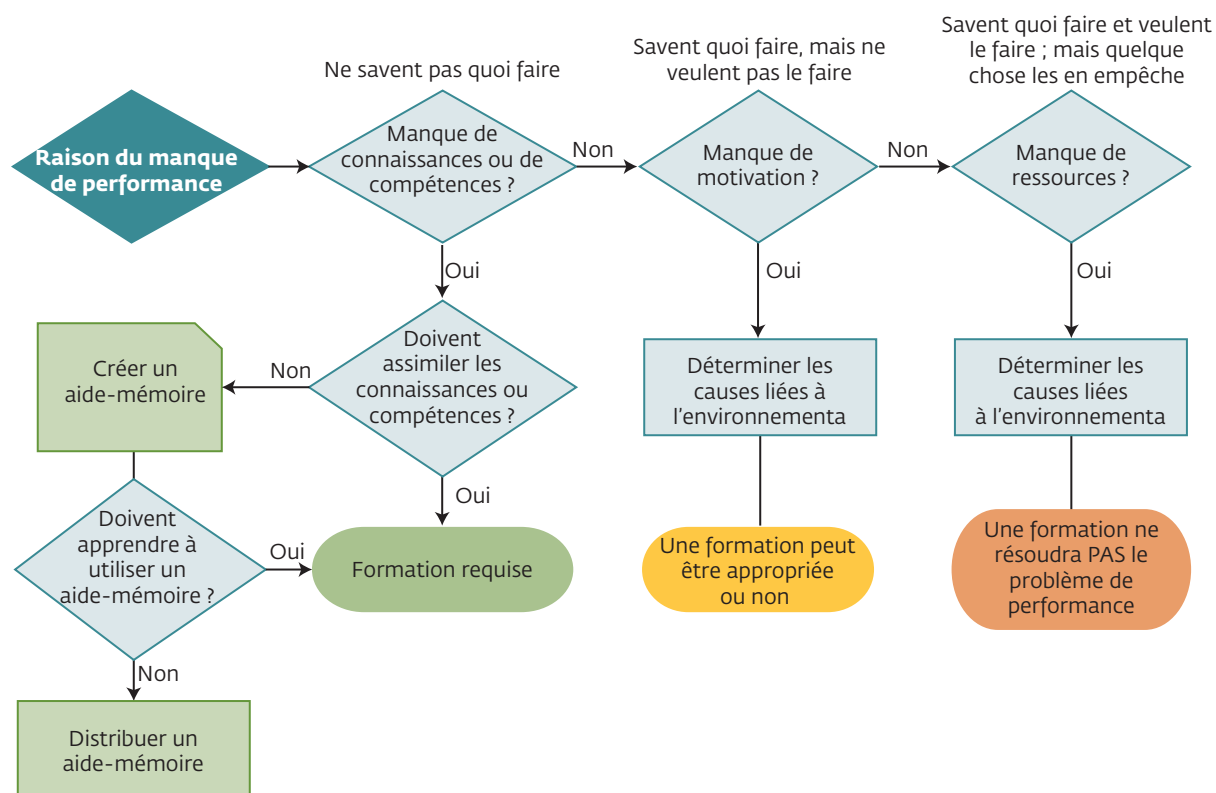 Ne savent pas quoi faire
Savent quoi faire, mais ne
veulent pas le faire
Savent quoi faire et veulent
le faire ; mais quelque
chose les en empêche
Raison du manque
de performance
Manque de
connaissances ou de
compétences ?
Non
Manque de
motivation ?
Non
Manque de
ressources ?
Oui
Oui
Oui
Créer un
aide-mémoire
Non
Doivent
assimiler les
connaissances ou
compétences ?
Déterminer les
causes liées à
l'environnementa
Déterminer les
causes liées
à l'environnementa
Oui
Doivent
apprendre à
utiliser un
aide-mémoire ?
Oui
Formation requise
Une formation peut
être appropriée
ou non
Une formation ne
résoudra PAS le
problème de
performance
Non
Distribuer un
aide-mémoire